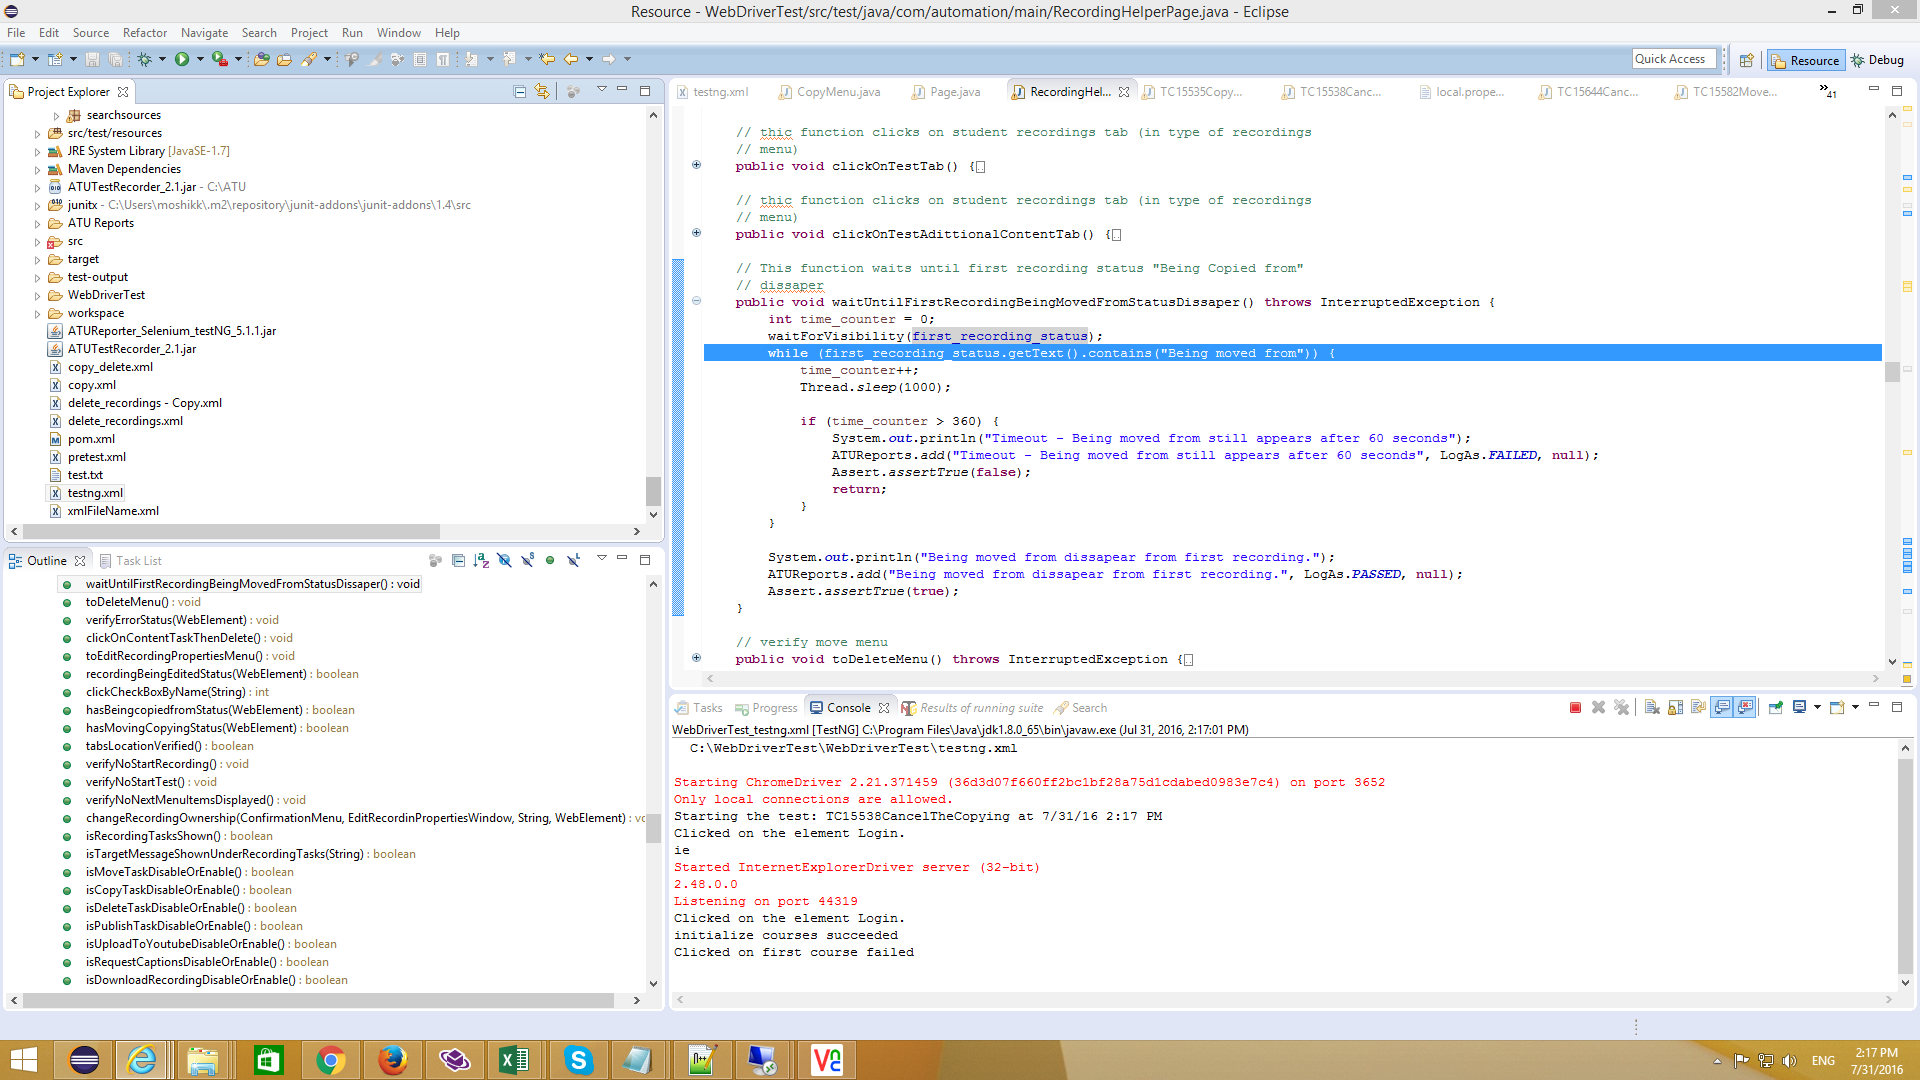 Resource - WebDriverTest/src/test/java/com/automation/main/RecordingHelperPage.java - Eclipse
File Edit Source Refactor Navigate Search Project Run Window Help
Quick Access
Resource
Debug
Project Explorer
searchsources
src/test/resources
JRE System Library [JavaSE-1.7]
Maven Dependencies
ATUTestRecorder_2.1.jar - C:\ATU
junitx - C:\Users\moshikk\.m2\repository\junit-addons\junit-addons\1.4\src
ATU Reports
src
target
test-output
WebDriverTest
workspace
ATUReporter_Selenium_testNG_5.1.1.jar
ATUTestRecorder_2.1.jar
copy_delete.xml
copy.xml
delete_recordings - Copy.xml
delete_recordings.xml
pom.xml
pretest.xml
test.txt
testng.xml
xmlFileName.xml
Outline
Task List
waitUntilFirstRecordingBeingMovedFromStatusDissaper() : void
toDeleteMenu() : void
verifyErrorStatus(WebElement) : void
clickOnContentTaskThenDelete() : void
toEditRecordingPropertiesMenu() : void
recordingBeingEditedStatus(WebElement) : boolean
clickCheckBoxByName(String) : int
hasBeingcopiedfromStatus(WebElement) : boolean
hasMovingCopyingStatus(WebElement) : boolean
tabsLocationVerified() : boolean
verifyNoStartRecording() : void
verifyNoStartTest() : void
verifyNoNextMenuItemsDisplayed() : void
changeRecordingOwnership(ConfirmationMenu, EditRecordinPropertiesWindow, String, WebElement) : vc
isRecordingTasksShown() : boolean
isTargetMessageShownUnderRecordingTasks(String) : boolean
isMoveTaskDisableOrEnable() : boolean
isCopyTaskDisableOrEnable() : boolean
isDeleteTaskDisableOrEnable() : boolean
isPublishTaskDisableOrEnable() : boolean
isUploadToYoutubeDisableOrEnable() : boolean
isRequestCaptionsDisableOrEnable() : boolean
isDownloadRecordingDisableOrEnable() : boolean
testng.xml CopyMenu.java Page.java RecordingHel... TC15535Copy... TC15538Canc... local.prope... TC15644Canc... TC15582Move... 41
// thic function clicks on student recordings tab (in type of recordings
// menu)
public void clickOnTestTab() {
// thic function clicks on student recordings tab (in type of recordings
// menu)
public void clickOnTestAdittionalContentTab() {
// This function waits until first recording status "Being Copied from"
// dissaper
public void waitUntilFirstRecordingBeingMovedFromStatusDissaper() throws InterruptedException {
int time_counter = 0;
waitForVisibility(first_recording_status);
while (first_recording_status.getText().contains("Being moved from")) {
time_counter++;
Thread.sleep(1000);
if (time_counter > 360) {
System.out.println("Timeout - Being moved from still appears after 60 seconds");
ATUReports.add("Timeout - Being moved from still appears after 60 seconds", LogAs.FAILED, null);
Assert.assertTrue(false);
return;
}
}
System.out.println("Being moved from dissapear from first recording.");
ATUReports.add("Being moved from dissapear from first recording.", LogAs.PASSED, null);
Assert.assertTrue(true);
}
// verify move menu
public void toDeleteMenu() throws InterruptedException {
Tasks Progress Console Results of running suite Search
WebDriverTest_testng.xml [TestNG] C:\Program Files\Java\jdk1.8.0_65\bin\javaw.exe (Jul 31, 2016, 2:17:01 PM)
C:\WebDriverTest\WebDriverTest\testng.xml
Starting ChromeDriver 2.21.371459 (36d3d07f660ff2bc1bf28a75d1cdabed0983e7c4) on port 3652
Only local connections are allowed.
Starting the test: TC15538CancelTheCopying at 7/31/16 2:17 PM
Clicked on the element Login.
ie
Started InternetExplorerDriver server (32-bit)
2.48.0.0
Listening on port 44319
Clicked on the element Login.
initialize courses succeeded
Clicked on first course failed
ENG
2:17 PM
7/31/2016